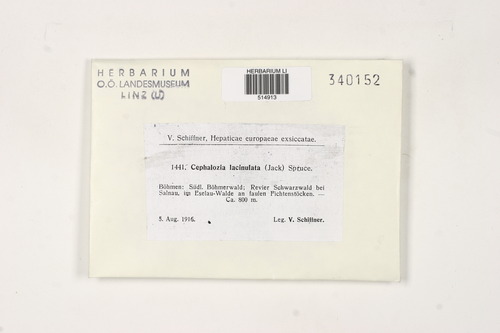 HERBARIUM
O.Ö. LANDESMUSEUM
LINZ (LI)
HERBARIUM LI
514913
340152
V. Schiffner, Hepaticae europaeae exsiccatae.
1441. Cephalozia lacinulata (Jack) Spruce.
Böhmen: Südl. Böhmerwald; Revier Schwarzwald bei
Salnau, im Eselau-Walde an faulen Fichtenstöcken. —
Ca. 800 m.
5. Aug. 1916.
Leg. V. Schiffner.